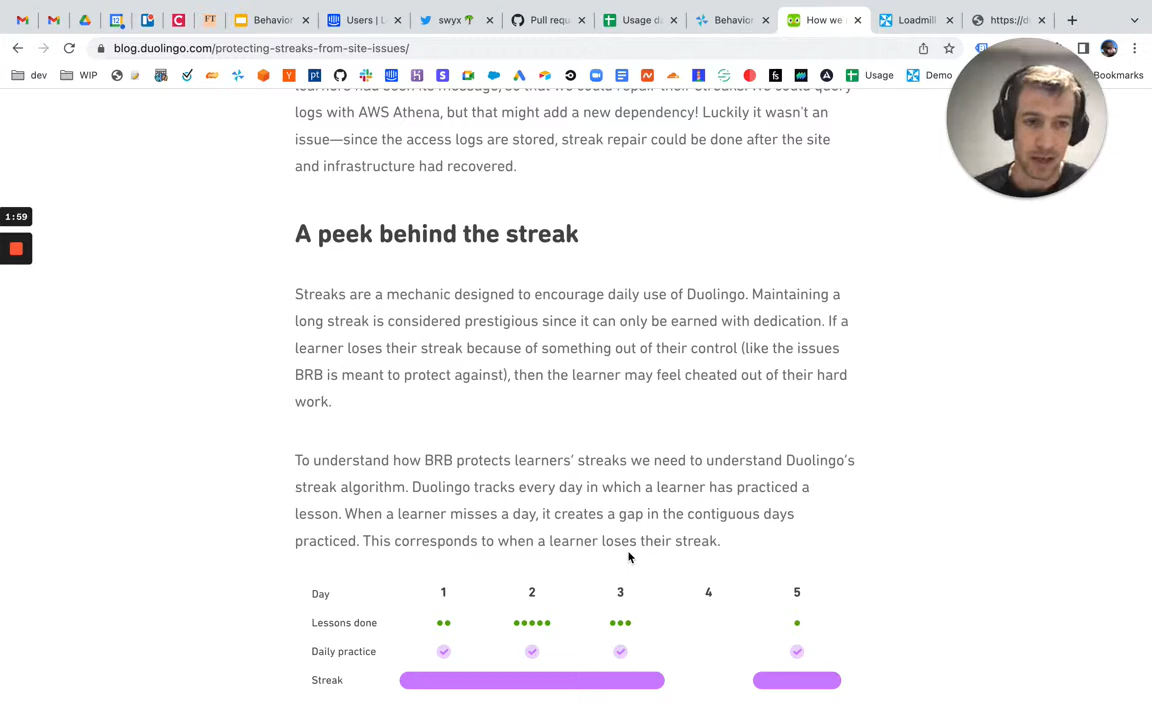 Behavior
Users | L
swyx 🌴
Pull requ
Usage da
Behavior
How we
Loadmill
https://d
blog.duolingo.com/protecting-streaks-from-site-issues/
dev
WIP
Usage
Demo
Bookmarks
logs with AWS Athena, but that might add a new dependency! Luckily it wasn't an
issue—since the access logs are stored, streak repair could be done after the site
and infrastructure had recovered.
1:59
A peek behind the streak
Streaks are a mechanic designed to encourage daily use of Duolingo. Maintaining a
long streak is considered prestigious since it can only be earned with dedication. If a
learner loses their streak because of something out of their control (like the issues
BRB is meant to protect against), then the learner may feel cheated out of their hard
work.
To understand how BRB protects learners’ streaks we need to understand Duolingo’s
streak algorithm. Duolingo tracks every day in which a learner has practiced a
lesson. When a learner misses a day, it creates a gap in the contiguous days
practiced. This corresponds to when a learner loses their streak.
Day 1 2 3 4 5
Lessons done
Daily practice
Streak